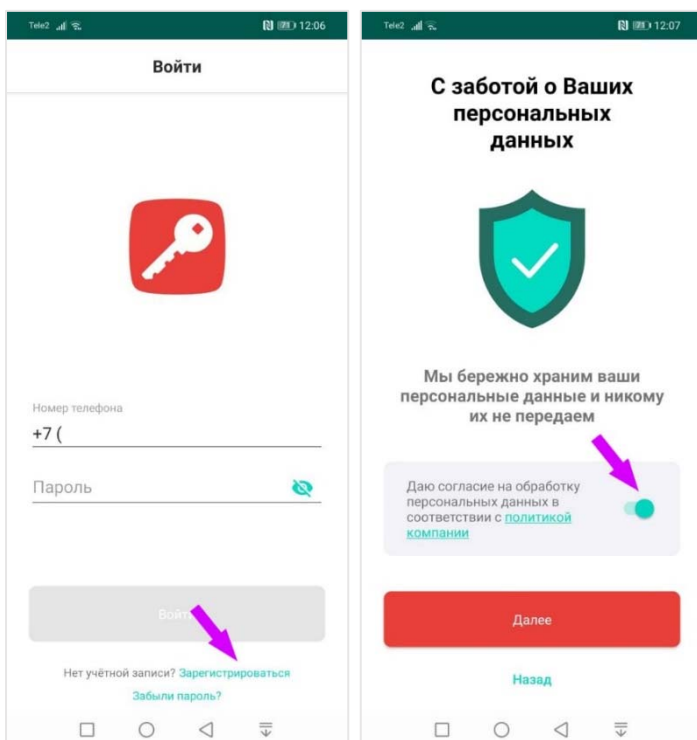 Tele2 12:06
Войти
Номер телефона
+7 (
Пароль
Войти
Нет учётной записи? Зарегистрироваться
Забыли пароль?
Tele2 12:07
С заботой о Ваших
персональных
данных
Мы бережно храним ваши
персональные данные и никому
их не передаем
Даю согласие на обработку
персональных данных в
соответствии с политикой
компании
Далее
Назад